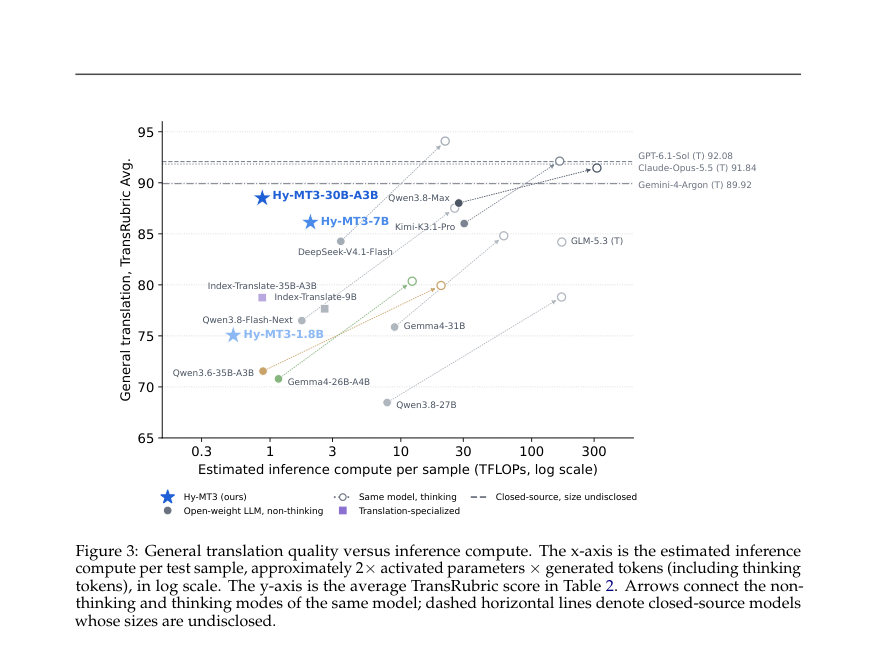 95
90
85
80
75
70
65
General translation, TransRubric Avg.
GPT-6.1-Sol (T) 92.08
Claude-Opus-5.5 (T) 91.84
Gemini-4-Argon (T) 89.92
Hy-MT3-30B-A3B
Qwen3.8-Max
Hy-MT3-7B
Kimi-K3.1-Pro
DeepSeek-V4.1-Flash
GLM-5.3 (T)
Index-Translate-35B-A3B
Index-Translate-9B
Qwen3.8-Flash-Next
Hy-MT3-1.8B
Gemma4-31B
Qwen3.6-35B-A3B
Gemma4-26B-A4B
Qwen3.8-27B
0.3 1 3 10 30 100 300
Estimated inference compute per sample (TFLOPs, log scale)
Hy-MT3 (ours) Same model, thinking Closed-source, size undisclosed
Open-weight LLM, non-thinking Translation-specialized
Figure 3: General translation quality versus inference compute. The x-axis is the estimated inference
compute per test sample, approximately 2× activated parameters × generated tokens (including thinking
tokens), in log scale. The y-axis is the average TransRubric score in Table 2. Arrows connect the non-
thinking and thinking modes of the same model; dashed horizontal lines denote closed-source models
whose sizes are undisclosed.